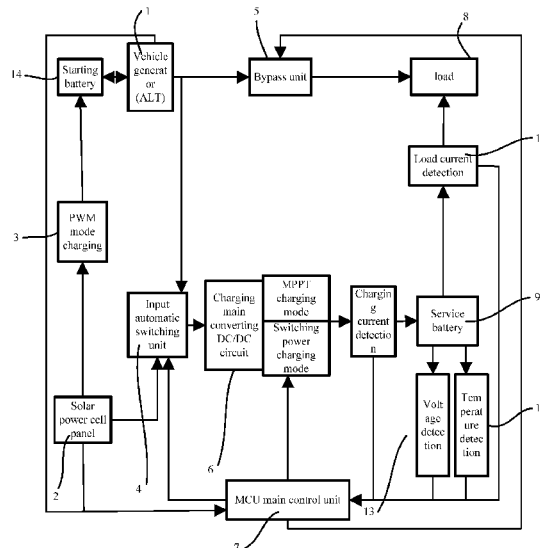 1
5
8
14
Starting
battery
Vehicle
generat
or
(ALT)
Bypass unit
load
Load current
detection
1
3
PWM
mode
charging
Input
automatic
switching
unit
Charging
main
converting
DC/DC
circuit
MPPT
charging
mode
Switching
power
charging
mode
Chargin
g
current
detectio
n
Service
battery
9
Solar
power cell
panel
2
4
6
Volt
age
detec
tion
Te
mper
at
ure
detec
tion
1
13
MCU main control unit
7